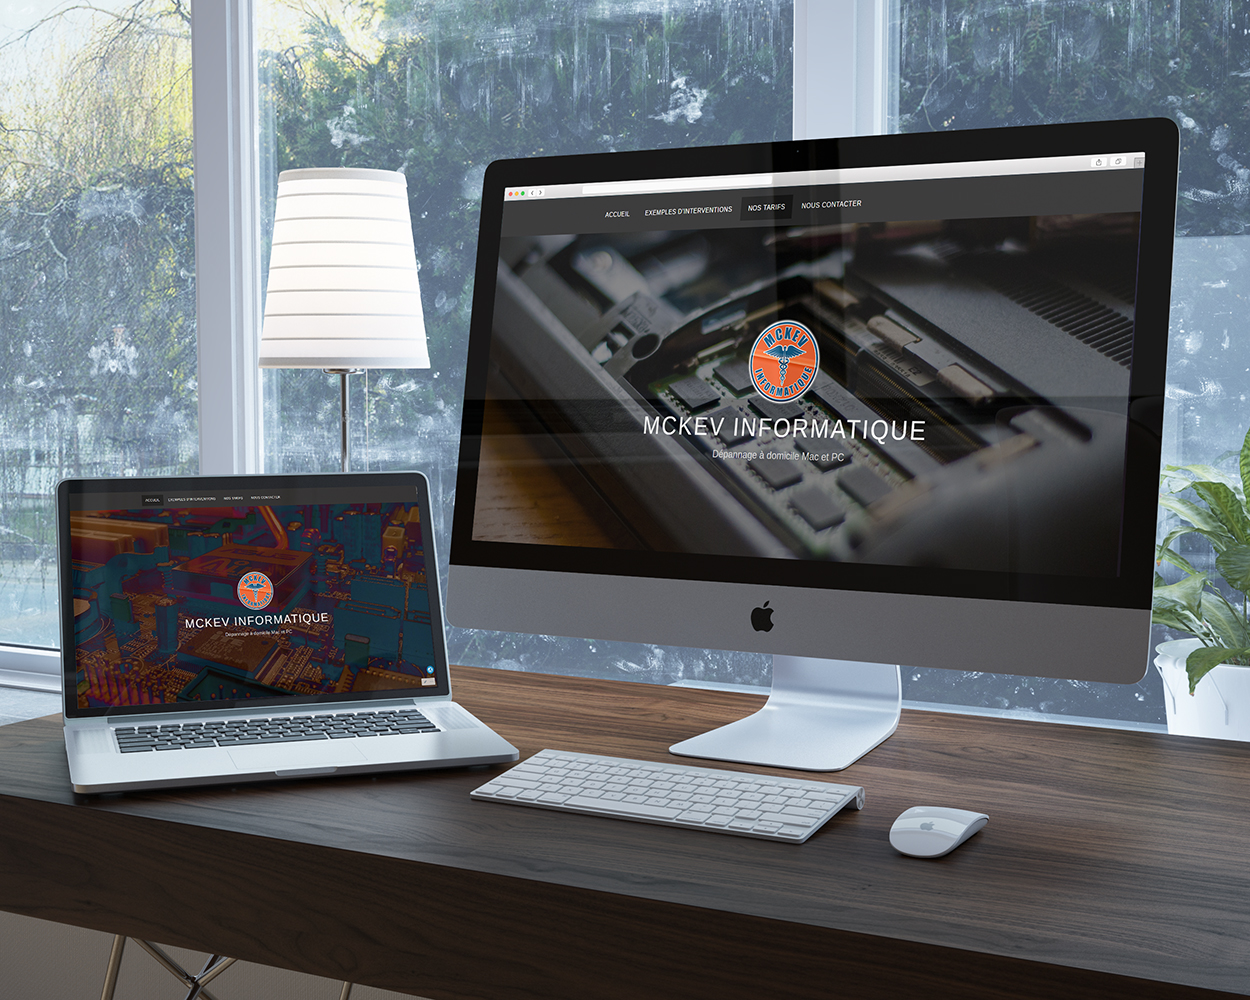 ACCUEIL EXEMPLES D'INTERVENTIONS NOS TARIFS NOUS CONTACTER
MCKEV
INFORMATIQUE
MCKEV INFORMATIQUE
Dépannage à domicile Mac et PC
ACCUEIL EXEMPLES D'INTERVENTIONS NOS TARIFS NOUS CONTACTER
MCKEV
INFORMATIQUE
MCKEV INFORMATIQUE
Dépannage à domicile Mac et PC